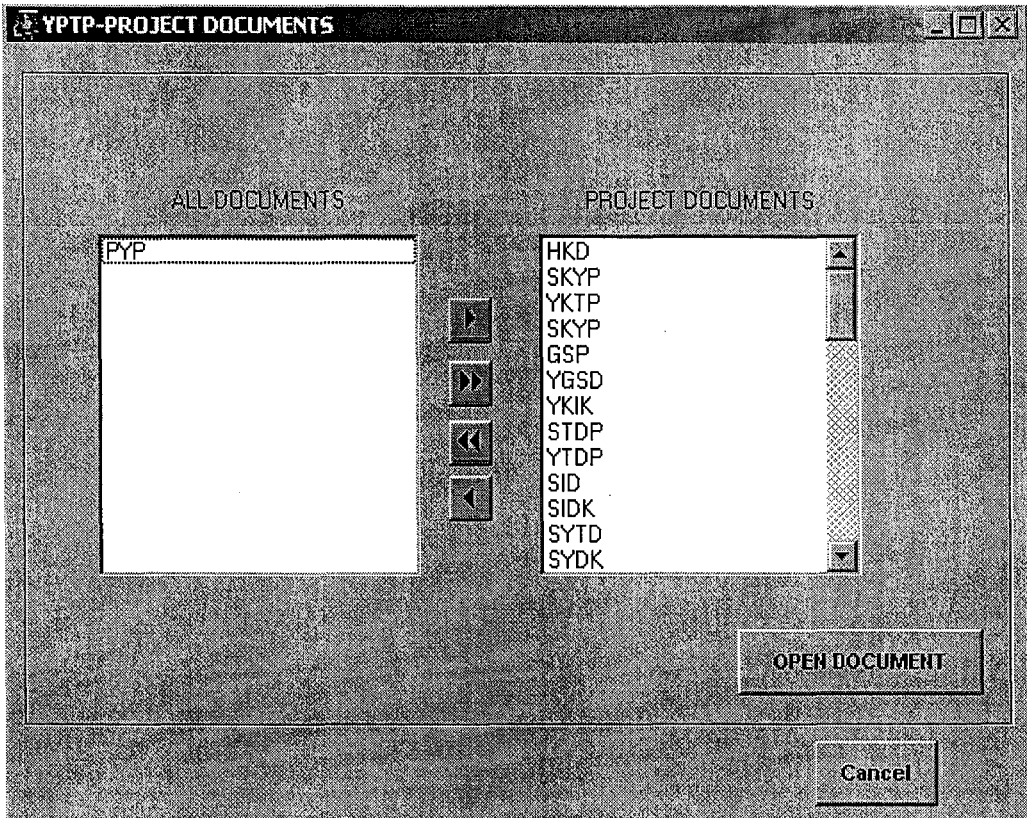 YPTP-PROJECT DOCUMENTS
ALL DOCUMENTS
PROJECT DOCUMENTS
PYP
HKD
SKYP
YKTP
SKYP
GSP
YGSD
YKIK
STDP
YTDP
SID
SIDK
SYTD
SYDK
OPEN DOCUMENT
Cancel